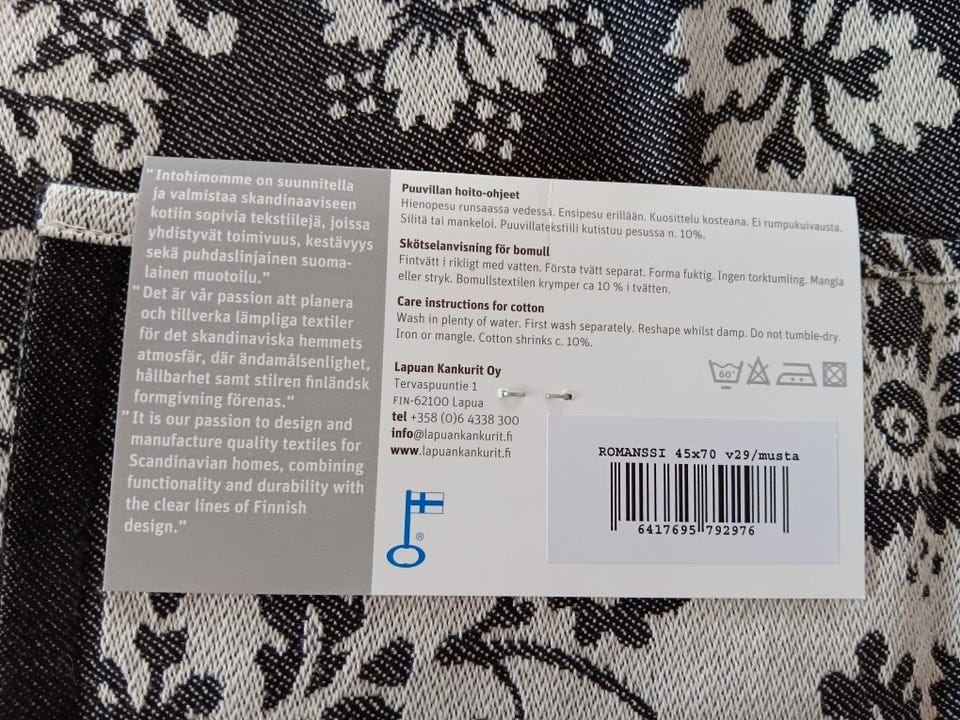 "Intohimomme on suunnitella
ja valmistaa skandinaaviseen
kotiin sopivia tekstiilejä, joissa
yhdistyvät toimivuus, kestävyys
sekä puhdaslinjainen suoma-
lainen muotoilu."
"Det är vår passion att planera
och tillverka lämpliga textiler
för det skandinaviska hemmets
atmosfär, där ändamålsenlighet,
hållbarhet samt stilren finländsk
formgivning förenas."
"It is our passion to design and
manufacture quality textiles for
Scandinavian homes, combining
functionality and durability with
the clear lines of Finnish
design."
Puuvillan hoito-ohjeet
Hienopesu runsaassa vedessä. Ensipesu erillään. Kuosittelu kosteana. Ei rumpukuivausta.
Silitä tai mankeloi. Puuvillatekstiili kutistuu pesussa n. 10%.
Skötselanvisning för bomull
Fintvätt i rikligt med vatten. Första tvätt separat. Forma fuktig. Ingen torktumling. Mangla
eller stryk. Bomullstextilen krymper ca 10 % i tvätten.
Care instructions for cotton
Wash in plenty of water. First wash separately. Reshape whilst damp. Do not tumble-dry.
Iron or mangle. Cotton shrinks c. 10%.
60°
Lapuan Kankurit Oy
Tervaspuuntie 1
FIN-62100 Lapua
tel +358 (0)6 4338 300
info@lapuankankurit.fi
www.lapuankankurit.fi
®
ROMANSSI 45x70 v29/musta
6417695 792976